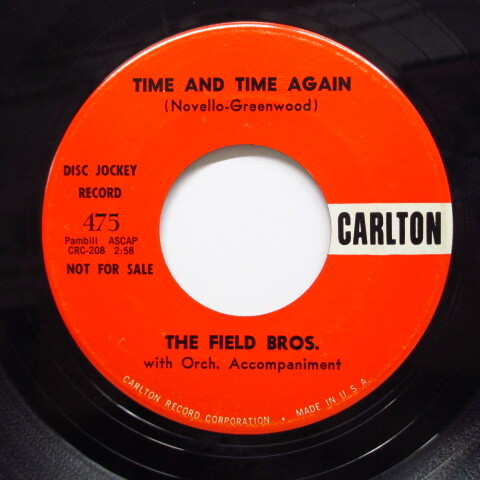 TIME AND TIME AGAIN
(Novello-Greenwood)
DISC JOCKEY
RECORD
475
Pambill ASCAP
CRC-208 2:58
NOT FOR SALE
CARLTON
THE FIELD BROS.
with Orch. Accompaniment
CARLTON RECORD CORPORATION • MADE IN U.S.A.